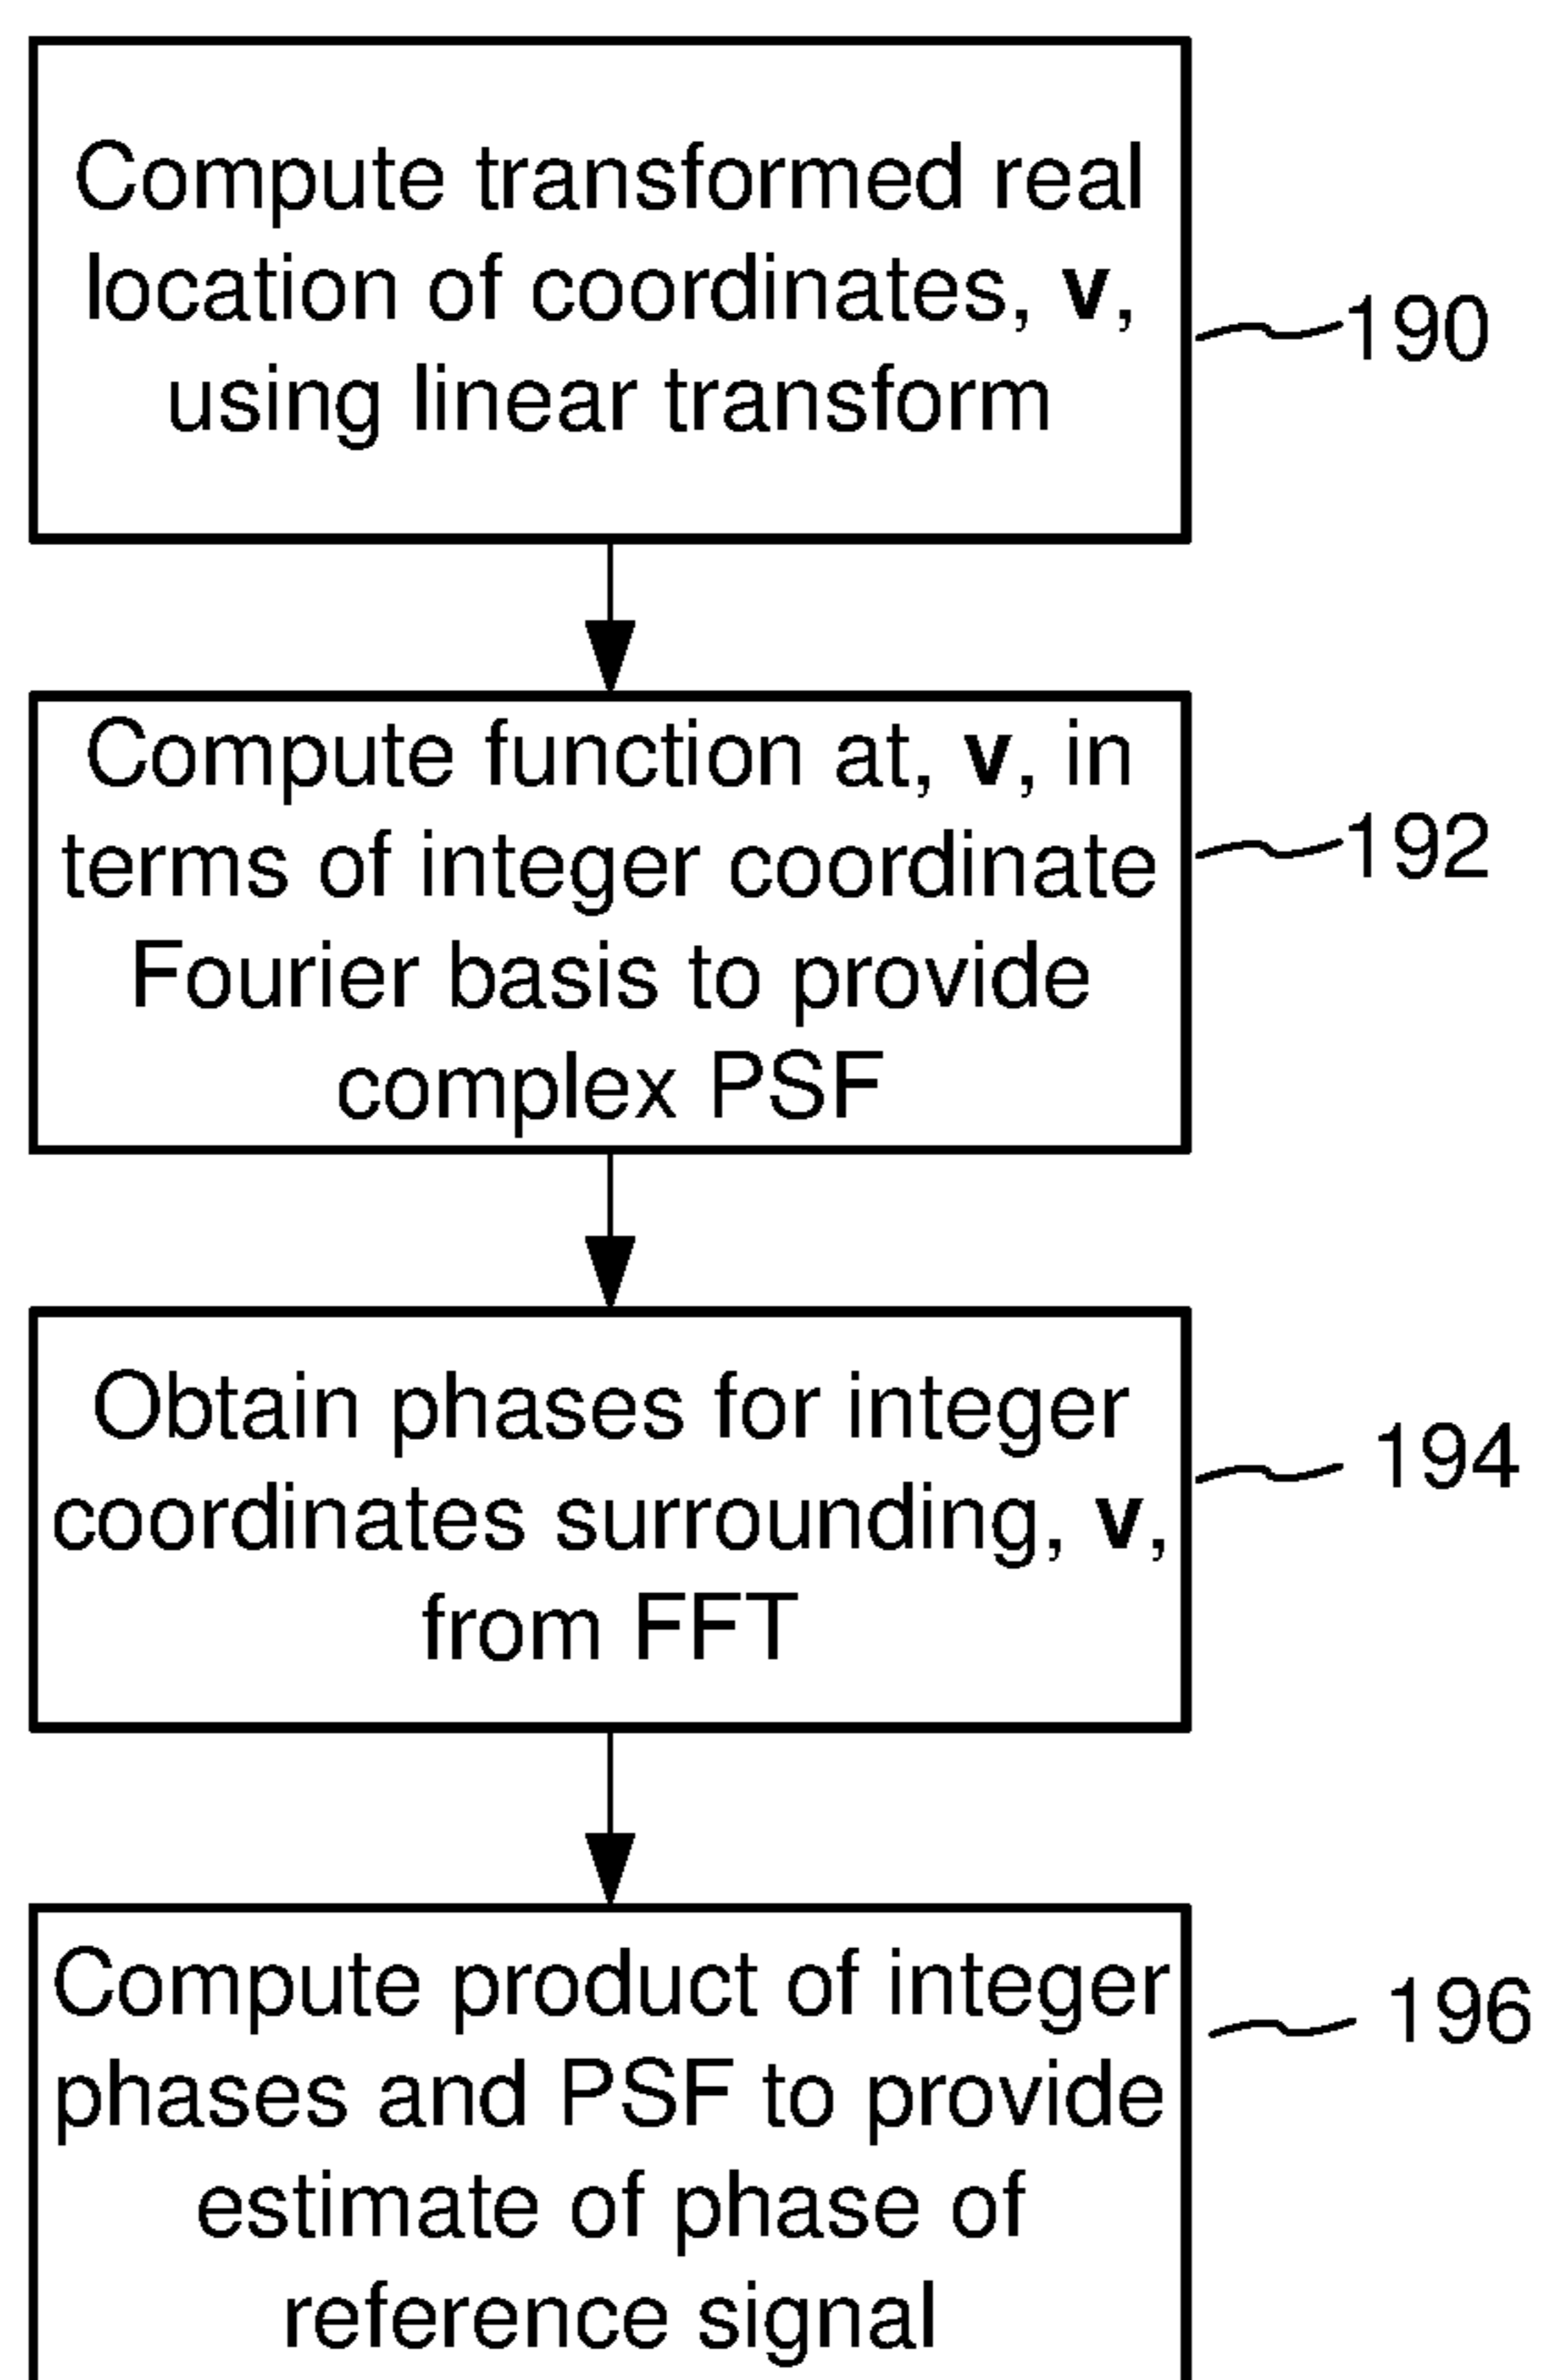 Compute transformed real
location of coordinates, v,
using linear transform
190
Compute function at, v, in
terms of integer coordinate
Fourier basis to provide
complex PSF
192
Obtain phases for integer
coordinates surrounding, v,
from FFT
194
Compute product of integer
phases and PSF to provide
estimate of phase of
reference signal
196